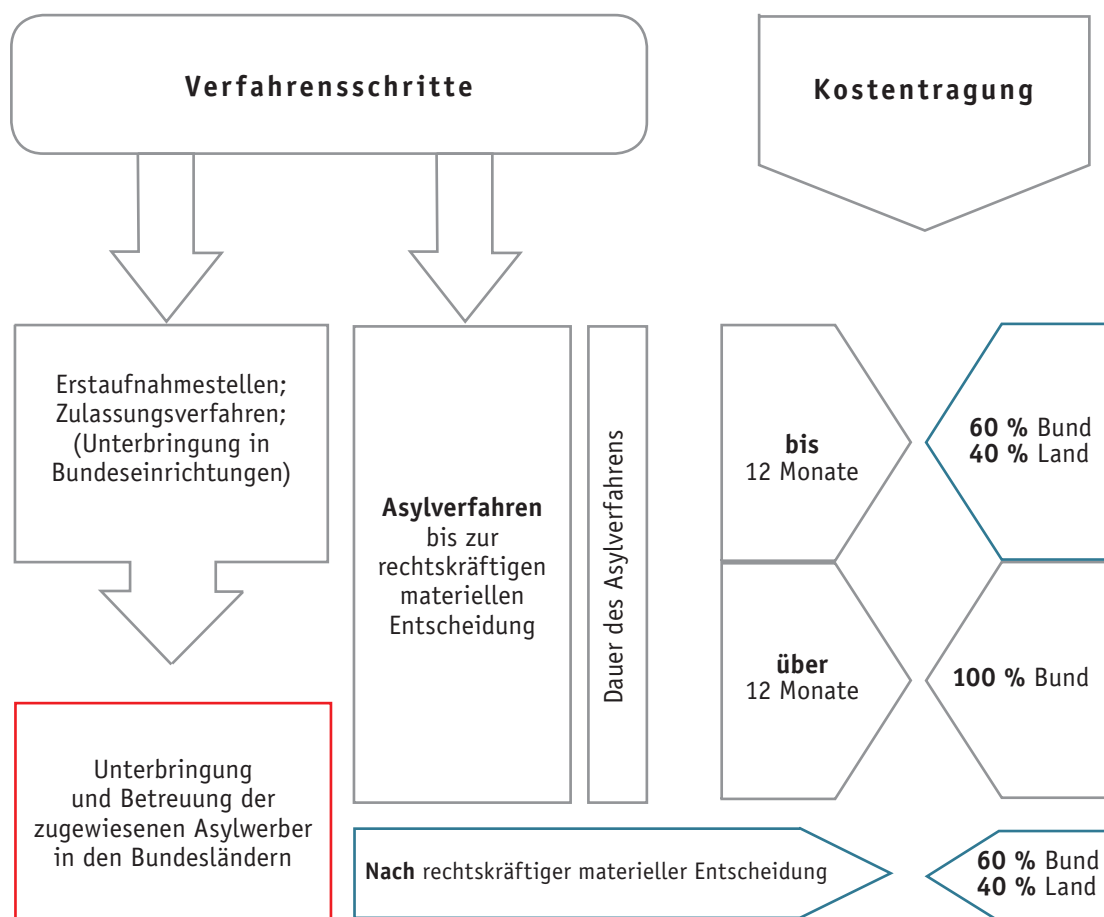 Verfahrensschritte
Kostentragung
Erstaufnahmestellen;
Zulassungsverfahren;
(Unterbringung in
Bundeseinrichtungen)
Asylverfahren
bis zur
rechtskräftigen
materiellen
Entscheidung
Dauer des Asylverfahrens
bis
12 Monate
60 % Bund
40 % Land
über
12 Monate
100 % Bund
Unterbringung
und Betreuung der
zugewiesenen Asylwerber
in den Bundesländern
Nach rechtskräftiger materieller Entscheidung
60 % Bund
40 % Land